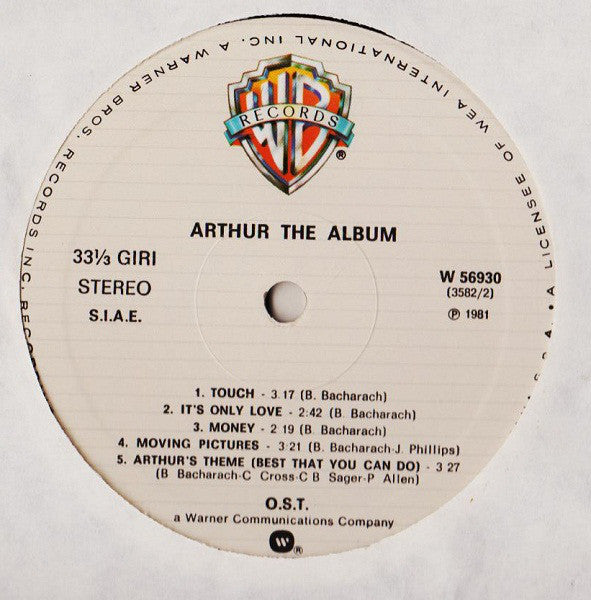 A WARNER BROS. RECORDS INC. RECOR
A LICENSEE OF WEA INTERNATIONAL INC.
WB
RECORDS
®
ARTHUR THE ALBUM
33⅓ GIRI
STEREO
S.I.A.E.
W 56930
(3582/2)
℗ 1981
1. TOUCH - 3 17 (B. Bacharach)
2. IT'S ONLY LOVE - 2:42 (B. Bacharach)
3. MONEY - 2 19 (B. Bacharach)
4. MOVING PICTURES - 3 21 (B. Bacharach-J. Phillips)
5. ARTHUR'S THEME (BEST THAT YOU CAN DO) - 3 27
(B Bacharach-C Cross-C B Sager-P Allen)
O.S.T.
a Warner Communications Company
®